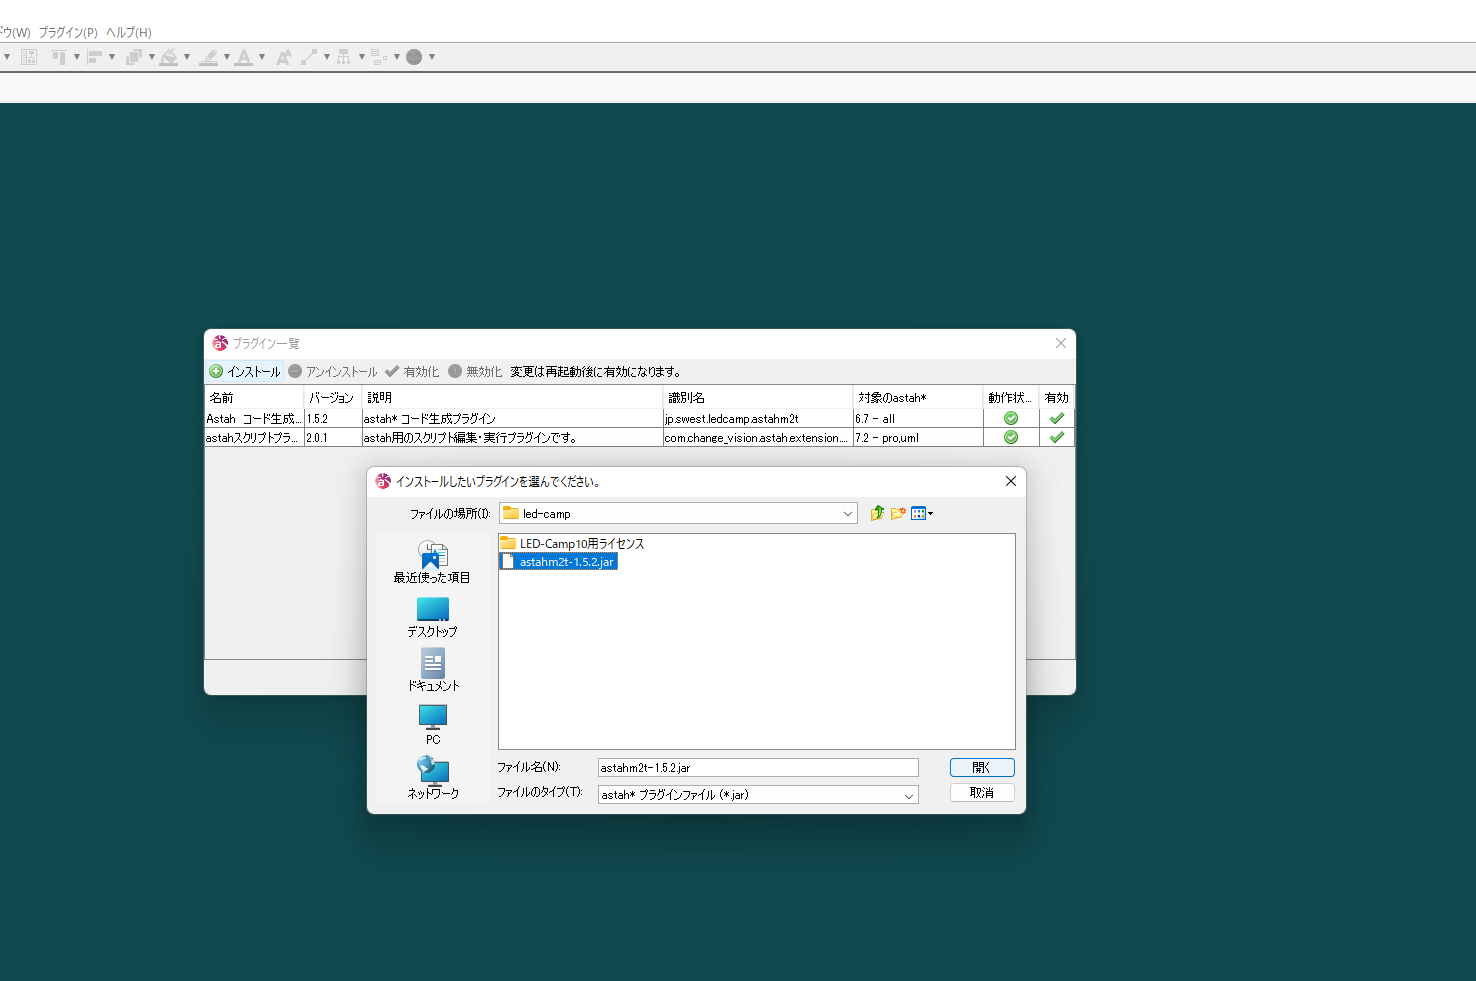 ドウ(W) プラグイン(P) ヘルプ(H)
プラグイン一覧
インストール アンインストール 有効化 無効化 変更は再起動後に有効になります。
名前 バージョン 説明 識別名 対象のastah* 動作状... 有効
Astah コード生成... 1.5.2 astah* コード生成プラグイン jp.swest.ledcamp.astahm2t 6.7 - all
astahスクリプトプラ... 2.0.1 astah用のスクリプト編集・実行プラグインです。 com.change_vision.astah.extension.... 7.2 - pro,uml
インストールしたいプラグインを選んでください。
ファイルの場所(I): led-camp
LED-Camp10用ライセンス
astahm2t-1.5.2.jar
最近使った項目
デスクトップ
ドキュメント
PC
ネットワーク
ファイル名(N): astahm2t-1.5.2.jar 開く
ファイルのタイプ(T): astah* プラグインファイル (*.jar) 取消